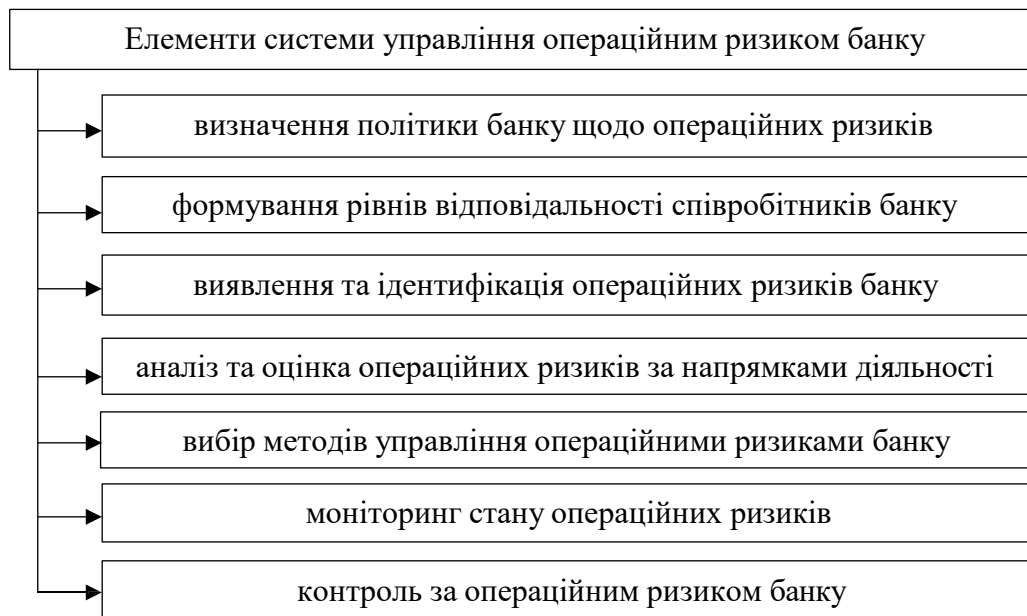 Елементи системи управління операційним ризиком банку
визначення політики банку щодо операційних ризиків
формування рівнів відповідальності співробітників банку
виявлення та ідентифікація операційних ризиків банку
аналіз та оцінка операційних ризиків за напрямками діяльності
вибір методів управління операційними ризиками банку
моніторинг стану операційних ризиків
контроль за операційним ризиком банку